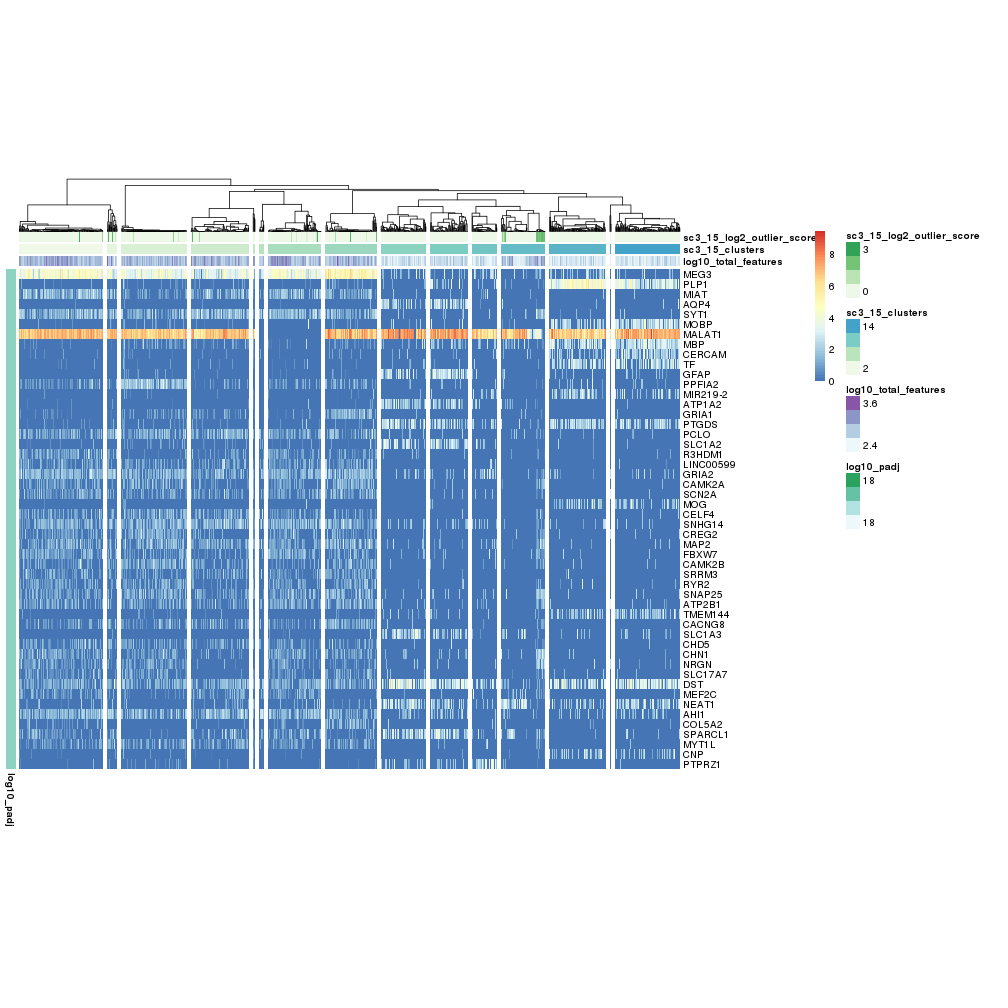 sc3_15_log2_outlier_score
sc3_15_clusters
log10_total_features
MEG3
PLP1
MIAT
AQP4
SYT1
MOBP
MALAT1
MBP
CERCAM
TF
GFAP
PPFIA2
MIR219-2
ATP1A2
GRIA1
PTGDS
PCLO
SLC1A2
R3HDM1
LINC00599
GRIA2
CAMK2A
SCN2A
MOG
CELF4
SNHG14
CREG2
MAP2
FBXW7
CAMK2B
SRRM3
RYR2
SNAP25
ATP2B1
TMEM144
CACNG8
SLC1A3
CHD5
CHN1
NRGN
SLC17A7
DST
MEF2C
NEAT1
AHI1
COL5A2
SPARCL1
MYT1L
CNP
PTPRZ1
log10_padj
8
6
4
2
0
sc3_15_log2_outlier_score
3
0
sc3_15_clusters
14
2
log10_total_features
3.6
2.4
log10_padj
18
18